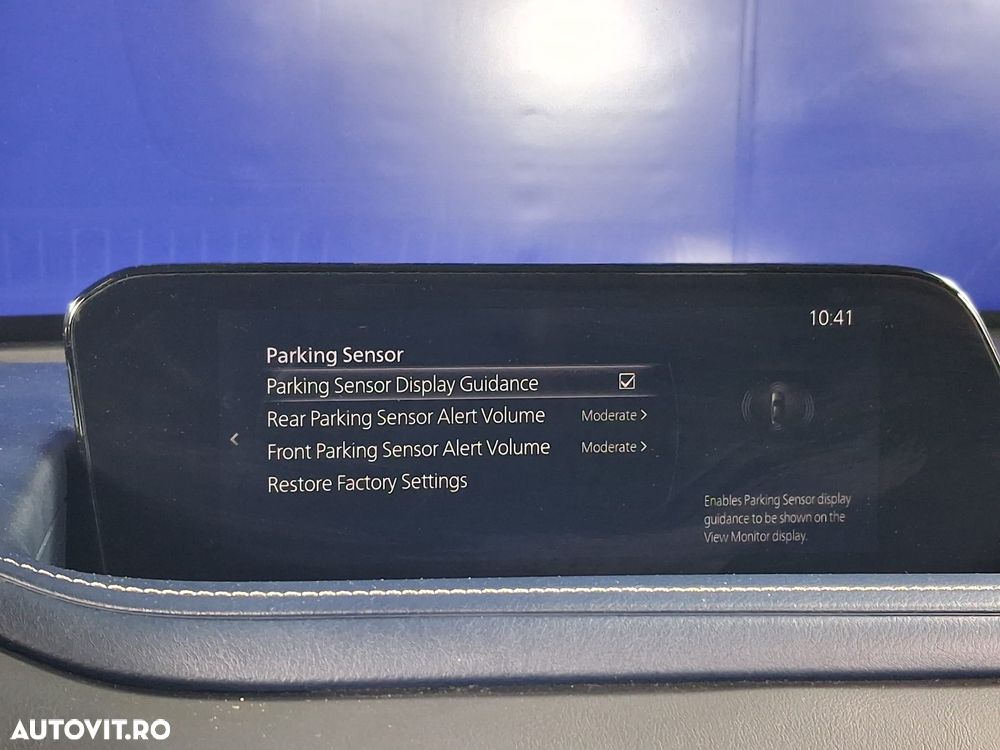 10:41
Parking Sensor
Parking Sensor Display Guidance
Rear Parking Sensor Alert Volume Moderate >
< Front Parking Sensor Alert Volume Moderate >
Restore Factory Settings
Enables Parking Sensor display
guidance to be shown on the
View Monitor display.
AUTOVIT.RO